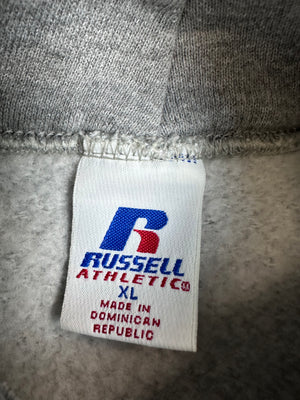 R
RUSSELL
ATHLETIC
XL
MADE IN
DOMINICAN
REPUBLIC